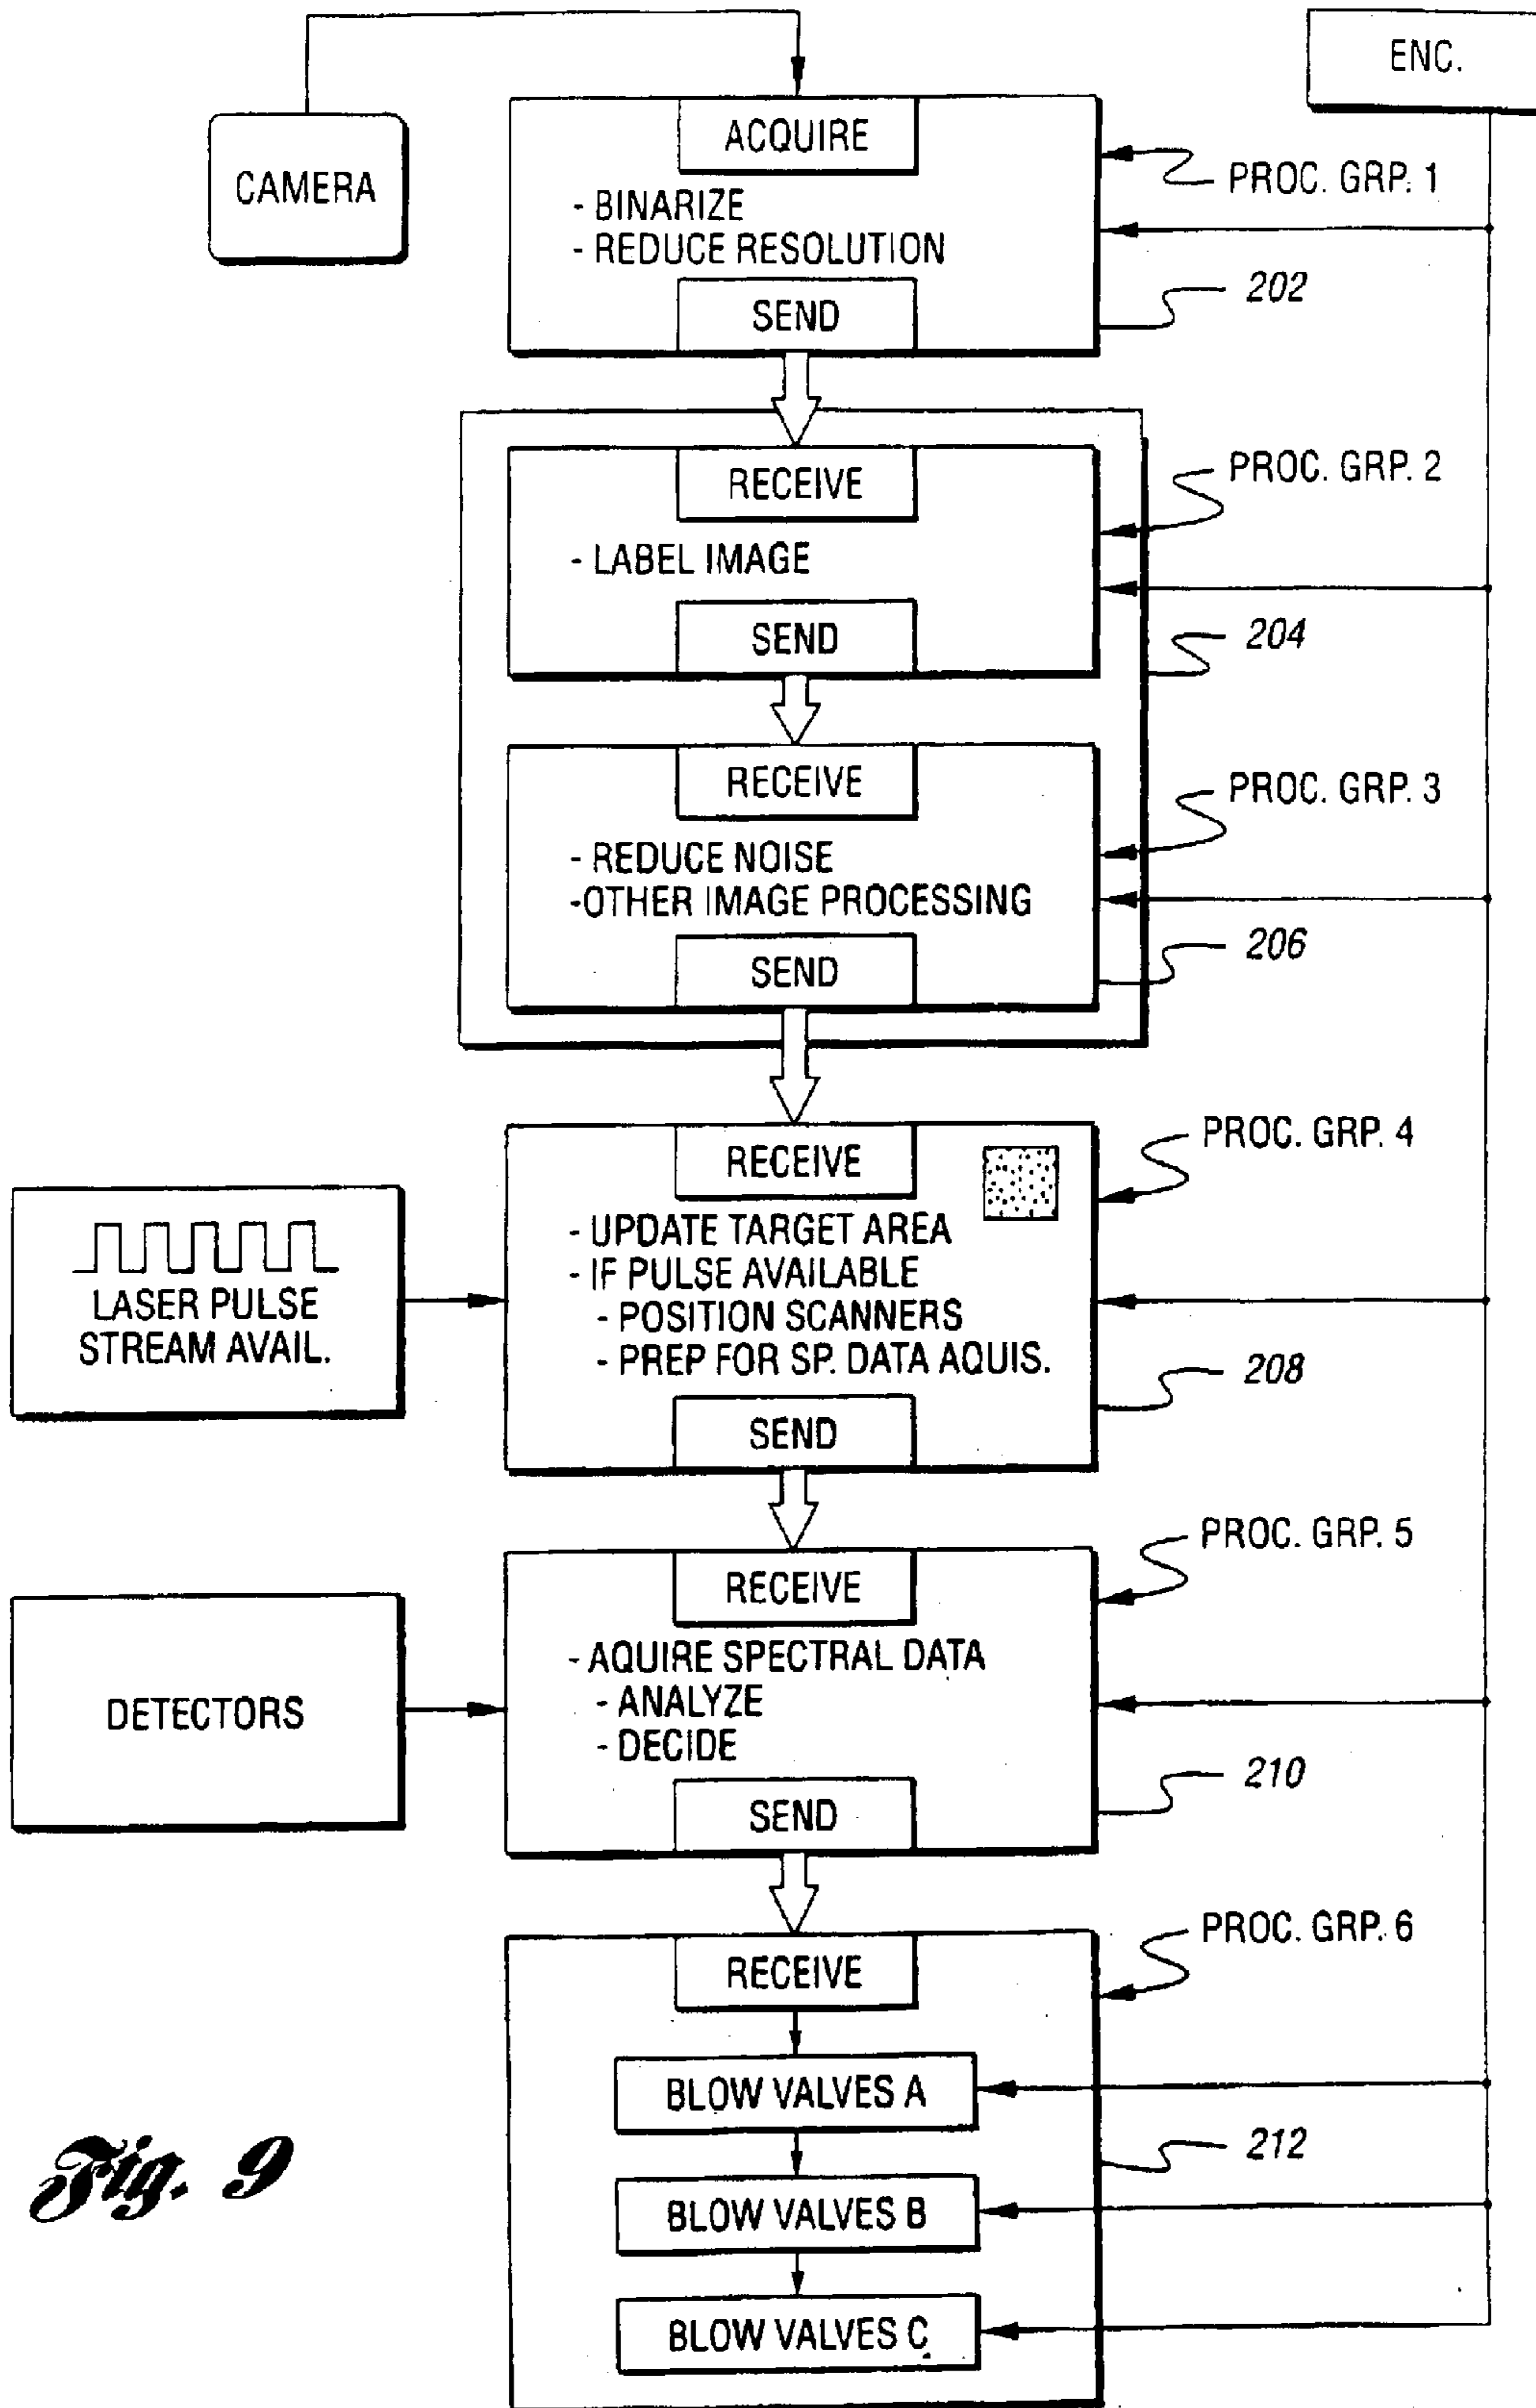 ENC.
CAMERA
ACQUIRE
- BINARIZE
- REDUCE RESOLUTION
SEND
PROC. GRP. 1
202
RECEIVE
- LABEL IMAGE
SEND
PROC. GRP. 2
204
RECEIVE
- REDUCE NOISE
-OTHER IMAGE PROCESSING
SEND
PROC. GRP. 3
206
LASER PULSE
STREAM AVAIL.
RECEIVE
- UPDATE TARGET AREA
- IF PULSE AVAILABLE
- POSITION SCANNERS
- PREP FOR SP. DATA AQUIS.
SEND
PROC. GRP. 4
208
DETECTORS
RECEIVE
- AQUIRE SPECTRAL DATA
- ANALYZE
- DECIDE
SEND
PROC. GRP. 5
210
RECEIVE
BLOW VALVES A
BLOW VALVES B
BLOW VALVES C
PROC. GRP. 6
212
Fig. 9